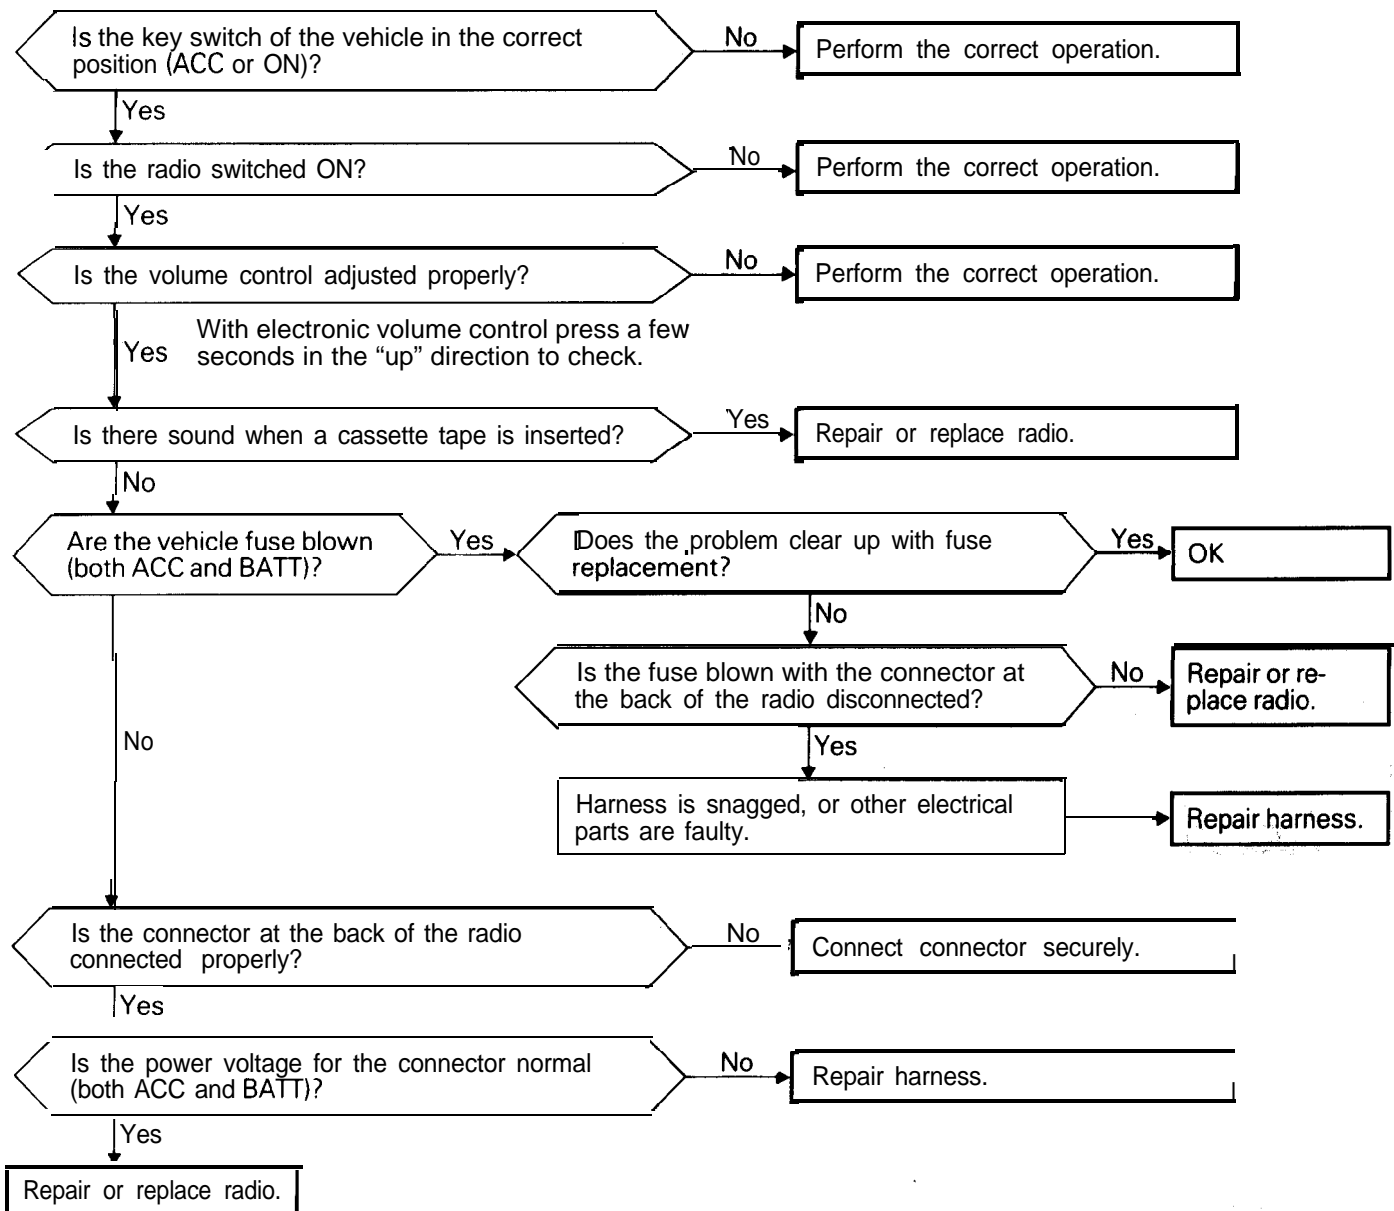 Is the key switch of the vehicle in the correct
position (ACC or ON)?
No
Perform the correct operation.
Yes
Is the radio switched ON?
No
Perform the correct operation.
Yes
Is the volume control adjusted properly?
No
Perform the correct operation.
Yes
With electronic volume control press a few
seconds in the “up” direction to check.
Is there sound when a cassette tape is inserted?
Yes
Repair or replace radio.
No
Are the vehicle fuse blown
(both ACC and BATT)?
Yes
Does the problem clear up with fuse
replacement?
Yes
OK
No
Is the fuse blown with the connector at
the back of the radio disconnected?
No
Repair or re-
place radio.
No
Yes
Harness is snagged, or other electrical
parts are faulty.
Repair harness.
Is the connector at the back of the radio
connected properly?
No
Connect connector securely.
Yes
Is the power voltage for the connector normal
(both ACC and BATT)?
No
Repair harness.
Yes
Repair or replace radio.